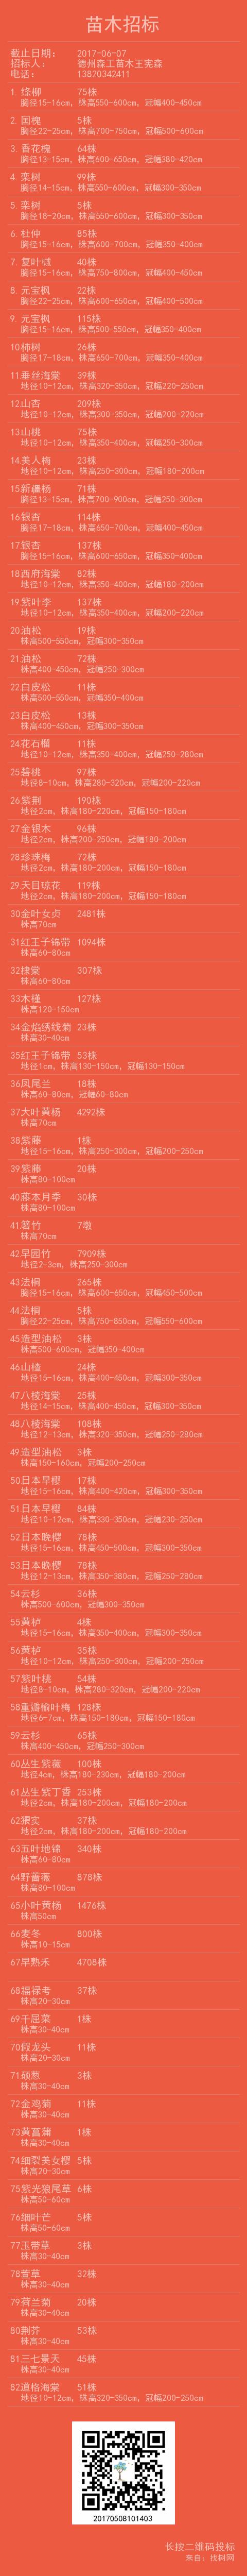 苗木招标
截止日期: 2017-06-07
招标人: 德州森工苗木王宪森
电话: 13820342411
1. 绦柳 75株
胸径15-16cm, 株高550-600cm, 冠幅400-450cm
2. 国槐 5株
胸径22-25cm, 株高700-750cm, 冠幅500-600cm
3. 香花槐 64株
胸径13-15cm, 株高600-650cm, 冠幅380-420cm
4. 栾树 99株
胸径14-15cm, 株高550-600cm, 冠幅300-350cm
5. 栾树 5株
胸径18-20cm, 株高550-600cm, 冠幅300-350cm
6. 杜仲 85株
胸径15-16cm, 株高600-700cm, 冠幅350-400cm
7. 复叶槭 40株
胸径15-16cm, 株高750-800cm, 冠幅400-450cm
8. 元宝枫 22株
胸径22-25cm, 株高600-650cm, 冠幅400-500cm
9. 元宝枫 115株
胸径15-16cm, 株高500-550cm, 冠幅350-400cm
10柿树 26株
胸径17-18cm, 株高650-700cm, 冠幅350-400cm
11垂丝海棠 39株
地径10-12cm, 株高320-350cm, 冠幅220-250cm
12山杏 209株
地径10-12cm, 株高300-350cm, 冠幅200-220cm
13山桃 75株
地径10-12cm, 株高350-400cm, 冠幅250-300cm
14美人梅 23株
地径10-12cm, 株高250-300cm, 冠幅180-200cm
15新疆杨 71株
胸径13-15cm, 株高700-900cm, 冠幅250-300cm
16银杏 114株
胸径17-18cm, 株高650-700cm, 冠幅400-450cm
17银杏 137株
胸径15-16cm, 株高600-650cm, 冠幅350-400cm
18西府海棠 82株
地径10-12cm, 株高350-400cm, 冠幅180-200cm
19紫叶李 137株
地径10-12cm, 株高350-400cm, 冠幅200-220cm
20油松 19株
株高500-550cm, 冠幅300-350cm
21油松 72株
株高400-450cm, 冠幅250-300cm
22白皮松 11株
株高500-550cm, 冠幅350-400cm
23白皮松 13株
株高400-450cm, 冠幅300-350cm
24花石榴 11株
地径10-12cm, 株高350-400cm, 冠幅250-280cm
25碧桃 97株
地径8-10cm, 株高280-320cm, 冠幅200-220cm
26紫荆 190株
地径2cm, 株高180-220cm, 冠幅150-180cm
27金银木 96株
地径2cm, 株高200-250cm, 冠幅180-200cm
28珍珠梅 72株
地径2cm, 株高180-200cm, 冠幅150-180cm
29天目琼花 119株
地径2cm, 株高180-200cm, 冠幅150-180cm
30金叶女贞 2481株
株高70cm
31红王子锦带 1094株
株高60-80cm
32棣棠 307株
株高60-80cm
33木槿 127株
株高120-150cm
34金焰绣线菊 23株
株高30-40cm
35红王子锦带 53株
地径1cm, 株高130-150cm, 冠幅130-150cm
36凤尾兰 18株
株高60-80cm, 冠幅60-80cm
37大叶黄杨 4292株
株高70cm
38紫藤 1株
地径15-16cm, 株高250-300cm, 冠幅200-250cm
39紫藤 20株
株高80-100cm
40藤本月季 30株
株高80-100cm
41箬竹 7墩
株高70cm
42早园竹 7909株
地径2-3cm, 株高250-300cm
43法桐 265株
胸径15-16cm, 株高600-650cm, 冠幅450-500cm
44法桐 5株
胸径22-25cm, 株高750-850cm, 冠幅550-600cm
45造型油松 3株
株高500-600cm, 冠幅350-400cm
46山楂 24株
地径15-16cm, 株高400-450cm, 冠幅300-350cm
47八棱海棠 25株
地径14-15cm, 株高400-450cm, 冠幅300-350cm
48八棱海棠 108株
地径12-13cm, 株高320-350cm, 冠幅250-280cm
49造型油松 3株
株高150-160cm, 冠幅200-250cm
50日本早樱 17株
地径15-16cm, 株高400-420cm, 冠幅300-350cm
51日本早樱 84株
地径10-12cm, 株高330-350cm, 冠幅230-250cm
52日本晚樱 78株
地径15-16cm, 株高450-500cm, 冠幅300-350cm
53日本晚樱 78株
地径12-13cm, 株高350-380cm, 冠幅250-280cm
54云杉 36株
株高500-600cm, 冠幅300-350cm
55黄栌 4株
地径15-16cm, 株高350-400cm, 冠幅300-350cm
56黄栌 35株
地径10-12cm, 株高250-300cm, 冠幅200-250cm
57紫叶桃 54株
地径8-10cm, 株高280-320cm, 冠幅200-220cm
58重瓣榆叶梅 128株
地径6-7cm, 株高150-180cm, 冠幅150-180cm
59云杉 65株
株高400-450cm, 冠幅250-300cm
60丛生紫薇 100株
地径4cm, 株高180-230cm, 冠幅180-200cm
61丛生紫丁香 253株
地径2cm, 株高180-200cm, 冠幅180-200cm
62猬实 37株
地径2cm, 株高180-200cm, 冠幅180-200cm
63五叶地锦 340株
株高60-80cm
64野蔷薇 878株
株高80-100cm
65小叶黄杨 1476株
株高50cm
66麦冬 800株
株高10-15cm
67早熟禾 4708株
68福禄考 37株
株高20-30cm
69千屈菜 1株
株高30-40cm
70假龙头 11株
株高20-30cm
71硕葱 3株
株高30-40cm
72金鸡菊 11株
株高30-40cm
73黄菖蒲 1株
株高30-40cm
74细裂美女樱 5株
株高20-30cm
75紫光狼尾草 6株
株高50-60cm
76细叶芒 5株
株高50-60cm
77玉带草 3株
株高30-40cm
78萱草 32株
株高30-40cm
79荷兰菊 20株
株高30-40cm
80荆芥 53株
株高30-40cm
81三七景天 45株
株高30-40cm
82道格海棠 51株
地径10-12cm, 株高320-350cm, 冠幅200-250cm
20170508101403
长按二维码投标
来自: 找树网